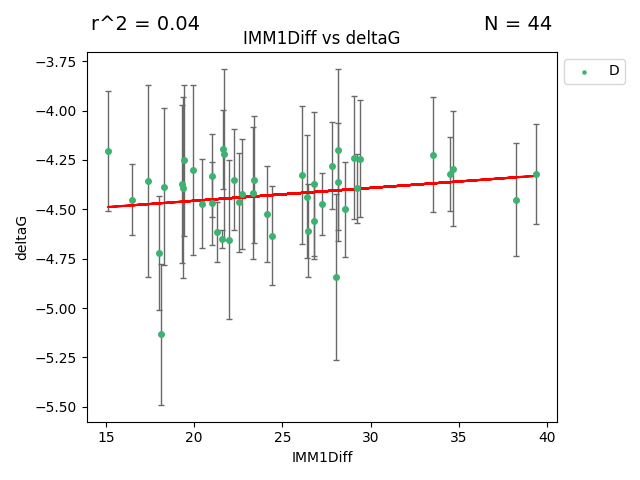 r^2 = 0.04
N = 44
IMM1Diff vs deltaG
D
deltaG
−3.75
−4.00
−4.25
−4.50
−4.75
−5.00
−5.25
−5.50
15 20 25 30 35 40
IMM1Diff